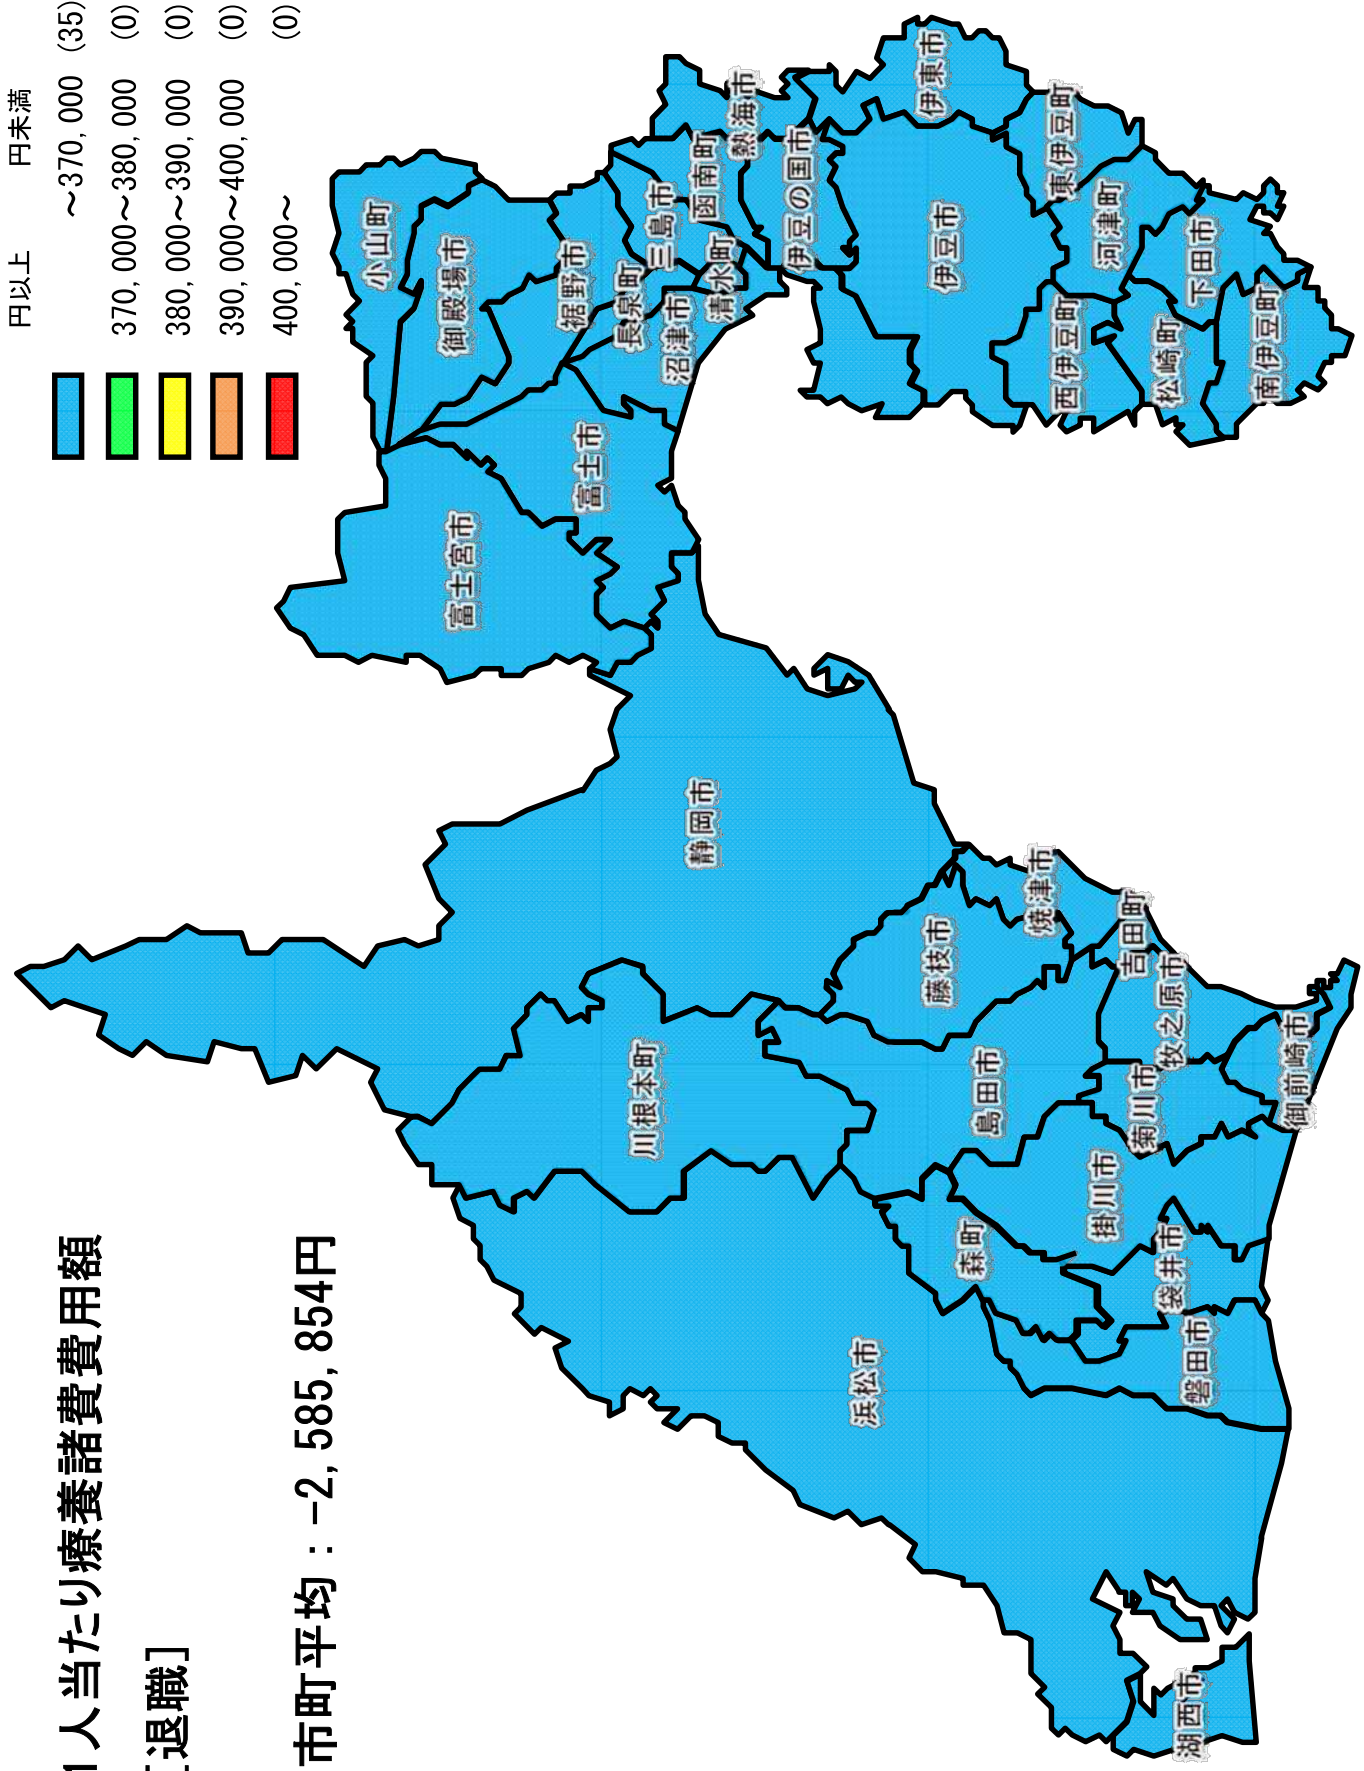 1人当たり療養諸費費用額
[退職]
市町平均：-2,585,854円
円以上 円未満
～370,000 (35)
370,000～380,000 (0)
380,000～390,000 (0)
390,000～400,000 (0)
400,000～ (0)
小山町
御殿場市
裾野市
三島市
函南町
熱海市
長泉町
清水町
沼津市
伊豆の国市
伊東市
伊豆市
東伊豆町
河津町
西伊豆町
下田市
松崎町
南伊豆町
富士市
富士宮市
静岡市
焼津市
藤枝市
吉田町
牧之原市
御前崎市
川根本町
島田市
菊川市
掛川市
森町
袋井市
磐田市
浜松市
湖西市